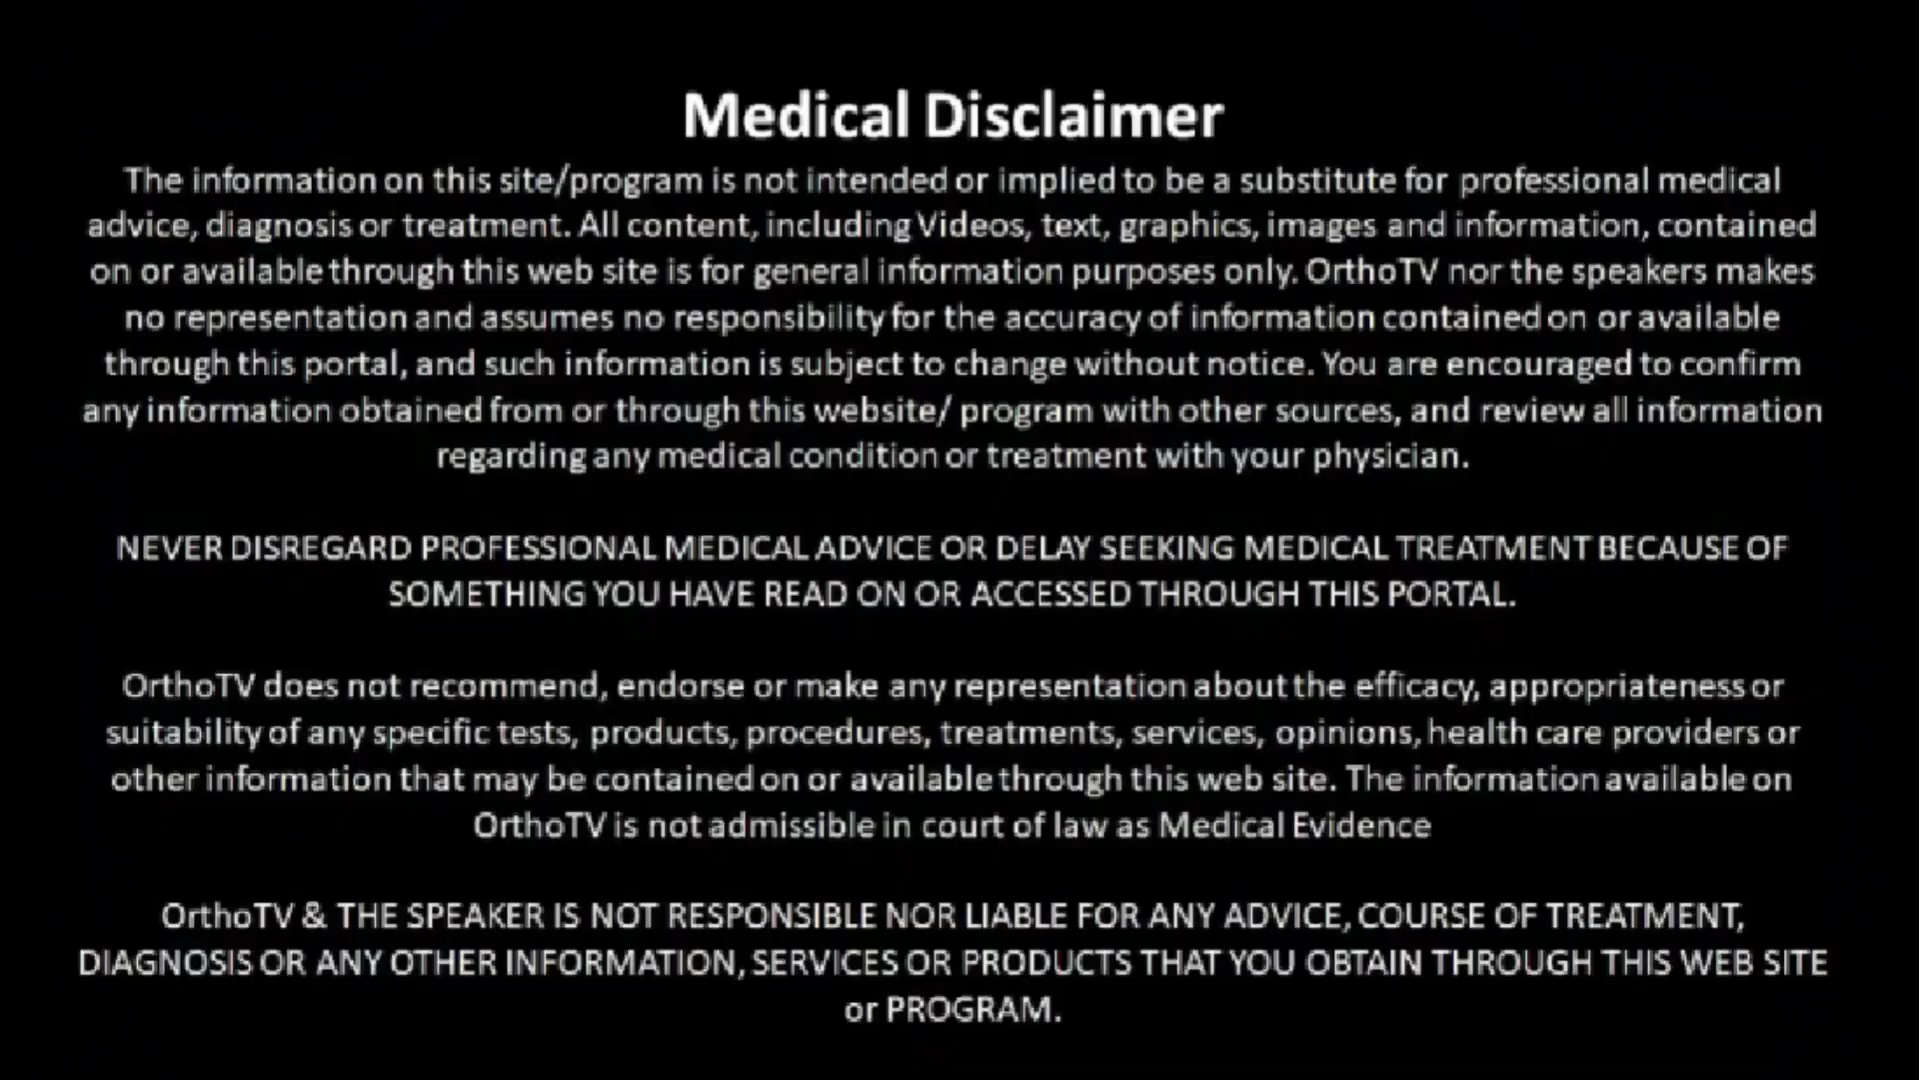 Medical Disclaimer
The information on this site/program is not intended or implied to be a substitute for professional medical
advice, diagnosis or treatment. All content, including Videos, text, graphics, images and information, contained
on or available through this web site is for general information purposes only. OrthoTV nor the speakers makes
no representation and assumes no responsibility for the accuracy of information contained on or available
through this portal, and such information is subject to change without notice. You are encouraged to confirm
any information obtained from or through this website/ program with other sources, and review all information
regarding any medical condition or treatment with your physician.
NEVER DISREGARD PROFESSIONAL MEDICAL ADVICE OR DELAY SEEKING MEDICAL TREATMENT BECAUSE OF
SOMETHING YOU HAVE READ ON OR ACCESSED THROUGH THIS PORTAL.
OrthoTV does not recommend, endorse or make any representation about the efficacy, appropriateness or
suitability of any specific tests, products, procedures, treatments, services, opinions, health care providers or
other information that may be contained on or available through this web site. The information available on
OrthoTV is not admissible in court of law as Medical Evidence
OrthoTV & THE SPEAKER IS NOT RESPONSIBLE NOR LIABLE FOR ANY ADVICE, COURSE OF TREATMENT,
DIAGNOSIS OR ANY OTHER INFORMATION, SERVICES OR PRODUCTS THAT YOU OBTAIN THROUGH THIS WEB SITE
or PROGRAM.